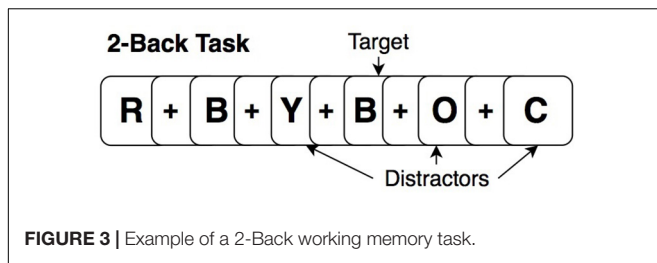 2-Back Task
Target
R + B + Y + B + O + C
Distractors
FIGURE 3 | Example of a 2-Back working memory task.